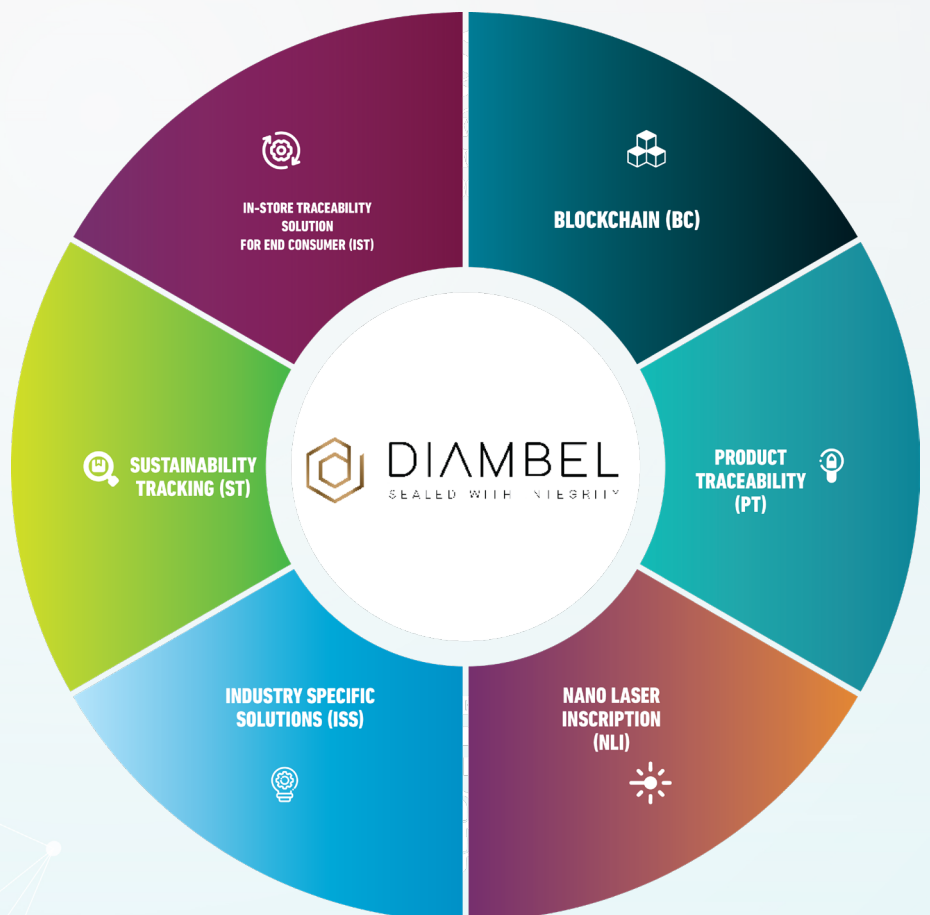 IN-STORE TRACEABILITY
SOLUTION
FOR END CONSUMER (IST)
BLOCKCHAIN (BC)
SUSTAINABILITY
TRACKING (ST)
DIAMBEL
SEALED WITH INTEGRITY
PRODUCT
TRACEABILITY
(PT)
INDUSTRY SPECIFIC
SOLUTIONS (ISS)
NANO LASER
INSCRIPTION
(NLI)